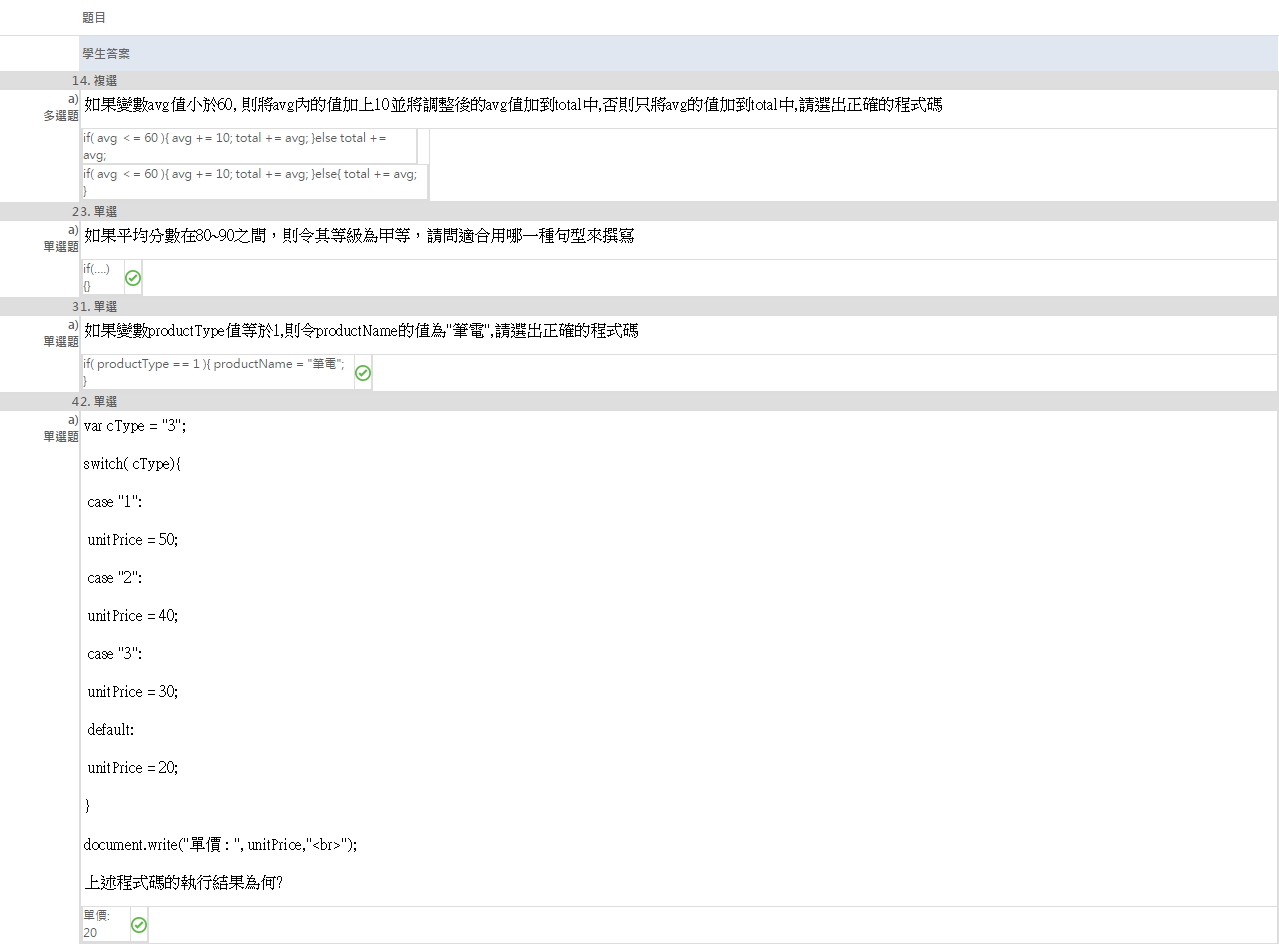 題目
學生答案
14. 複選
a)
多選題
如果變數avg值小於60, 則將avg內的值加上10並將調整後的avg值加到total中,否則只將avg的值加到total中,請選出正確的程式碼
if( avg < = 60 ){ avg += 10; total += avg; }else total +=
avg;
if( avg < = 60 ){ avg += 10; total += avg; }else{ total += avg;
}
23. 單選
a)
單選題
如果平均分數在80~90之間，則令其等級為甲等，請問適合用哪一種句型來撰寫
if(....)
{}
31. 單選
a)
單選題
如果變數productType值等於1,則令productName的值為"筆電",請選出正確的程式碼
if( productType == 1 ){ productName = "筆電";
}
42. 單選
a)
單選題
var cType = "3";
switch( cType){
case "1":
unitPrice = 50;
case "2":
unitPrice = 40;
case "3":
unitPrice = 30;
default:
unitPrice = 20;
}
document.write("單價 : ", unitPrice,"<br>");
上述程式碼的執行結果為何?
單價:
20